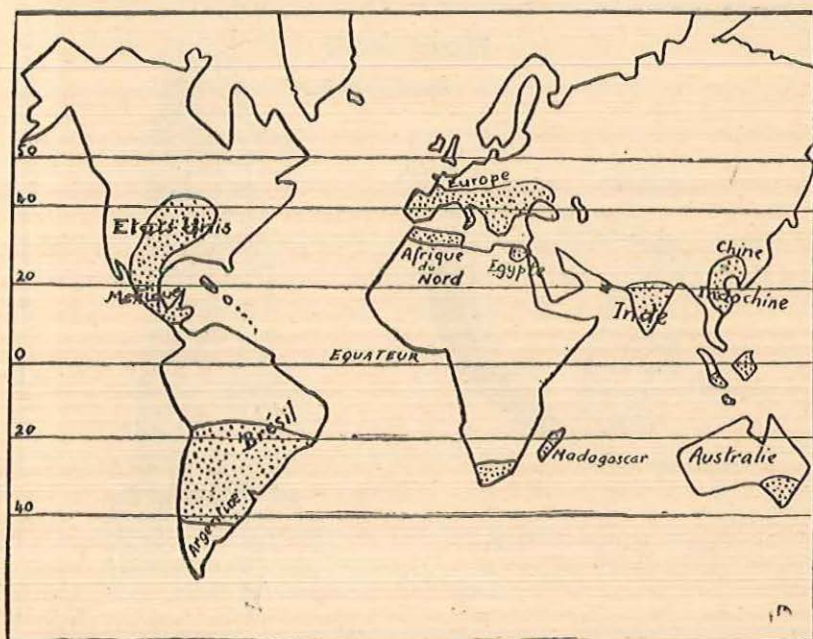 50
Europe
40
Etats Unis
Afrique
du
Nord
Egypte
Chine
20
Mexique
Inde
Indochine
0
EQUATEUR
Brésil
20
Madagascar
Australie
40
Argentine